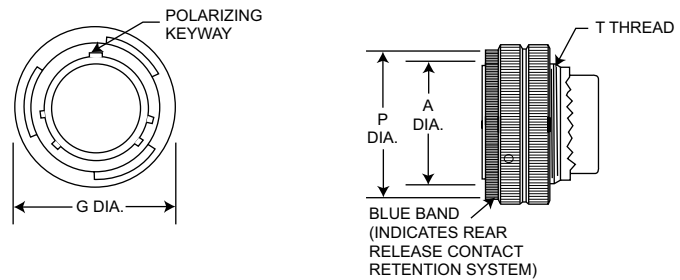 POLARIZING
KEYWAY
G DIA.
T THREAD
P
DIA.
A
DIA.
BLUE BAND
(INDICATES REAR
RELEASE CONTACT
RETENTION SYSTEM)